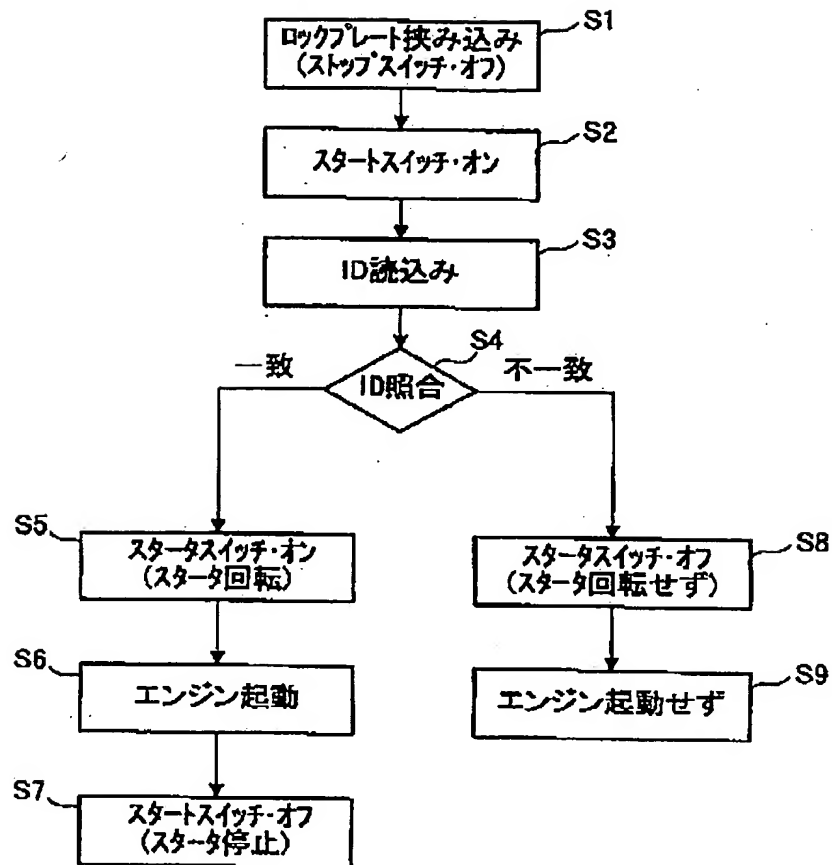 ロックプレート挟み込み
(ストップスイッチ・オフ)
S1
スタートスイッチ・オン
S2
ID読込み
S3
ID照合
S4
一致
不一致
スタータスイッチ・オン
(スタータ回転)
S5
エンジン起動
S6
スタートスイッチ・オフ
(スタータ停止)
S7
スタータスイッチ・オフ
(スタータ回転せず)
S8
エンジン起動せず
S9